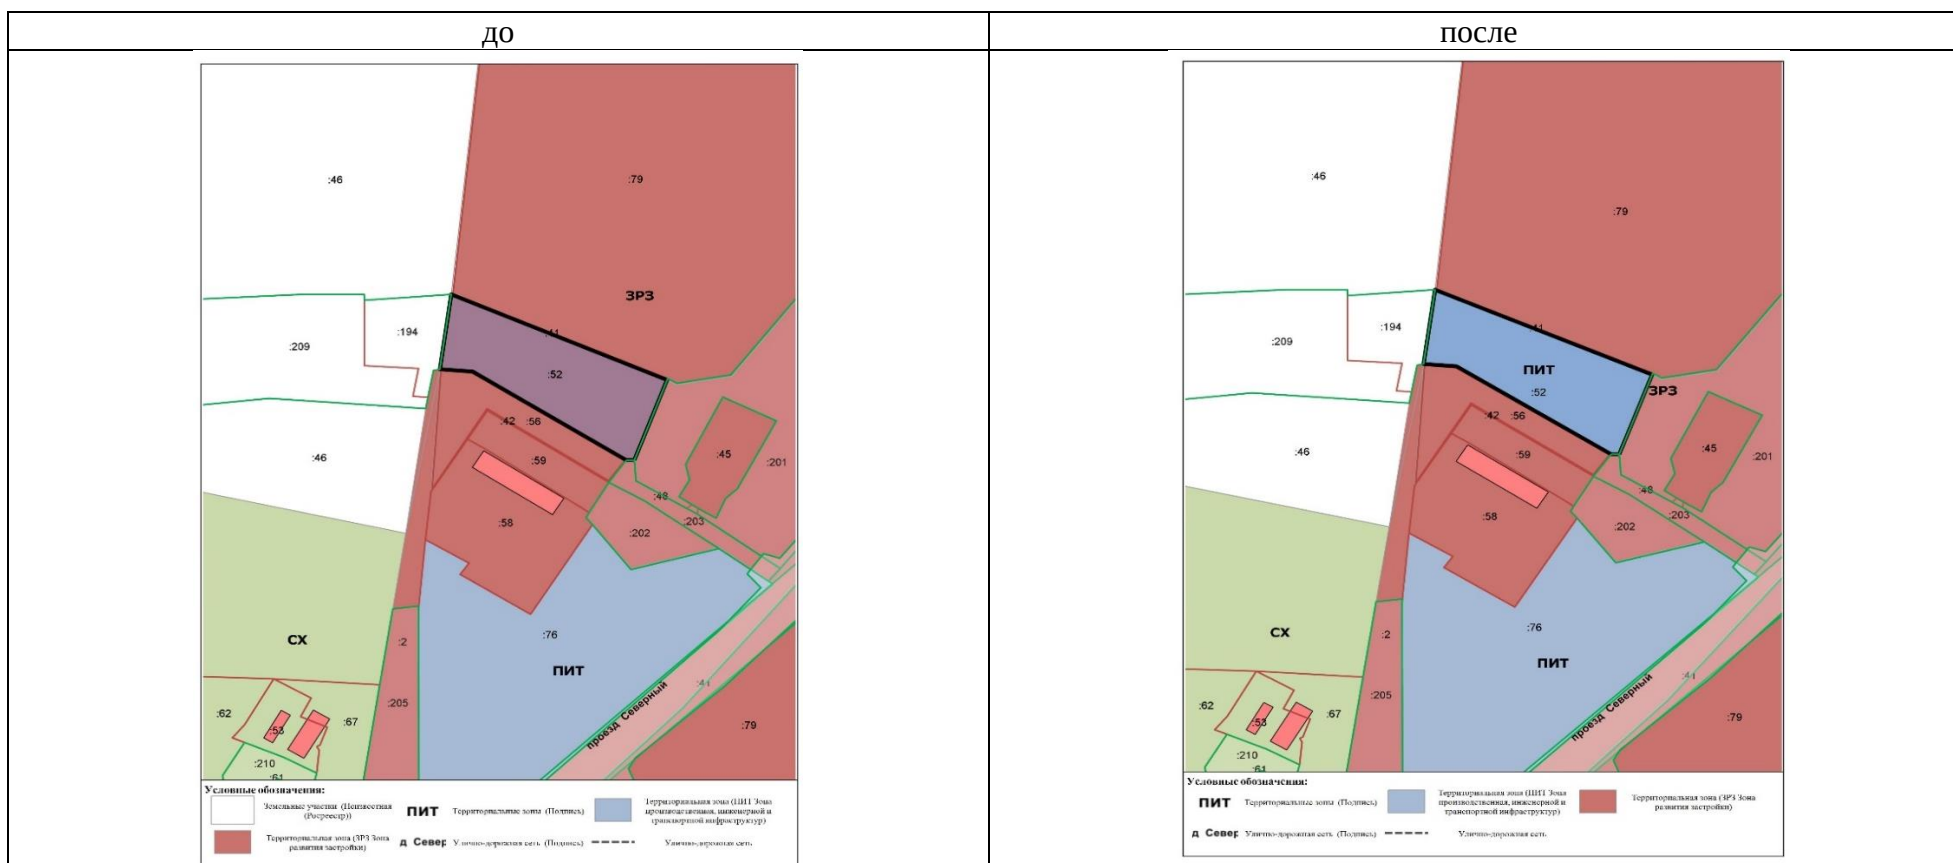 до
после
:46
:79
ЗРЗ
:194
:41
:209
:52
:42 :56
:46
:59
:45
:201
:48
:58
:203
:202
СХ
:2
:76
ПИТ
:205
проезд Северный
:79
:62
:53
:67
:210
:61
Условные обозначения:
Земельные участки (Неизвестная
(Росреестр))
ПИТ
Территориальные зоны (Подпись)
Территориальная зона (ПИТ Зона
производственная, инженерной и
транспортной инфраструктур)
Территориальная зона (ЗРЗ Зона
развития застройки)
д Север
Улично-дорожная сеть (Подпись)
Улично-дорожная сеть
:46
:79
:194
:209
ПИТ
:52
ЗРЗ
:42 :56
:46
:59
:45
:201
:48
:58
:203
:202
СХ
:2
:76
ПИТ
:205
проезд Северный
:79
:62
:53
:67
:210
:61
Условные обозначения:
ПИТ
Территориальные зоны (Подпись)
Территориальная зона (ПИТ Зона
производственная, инженерной и
транспортной инфраструктур)
Территориальная зона (ЗРЗ Зона
развития застройки)
д Север
Улично-дорожная сеть (Подпись)
Улично-дорожная сеть